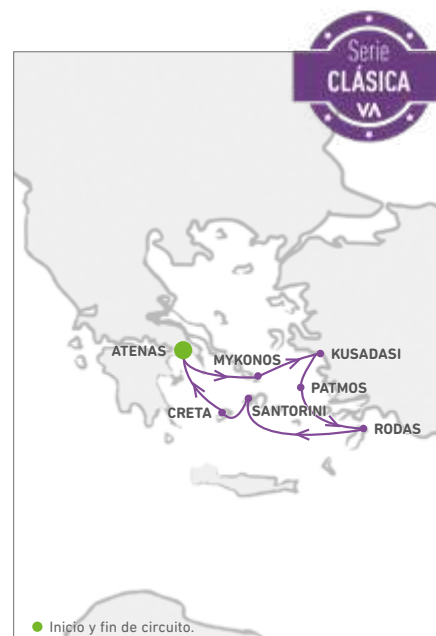 Serie
CLÁSICA
VA
ATENAS
MYKONOS
KUSADASI
PATMOS
CRETA
SANTORINI
RODAS
Inicio y fin de circuito.